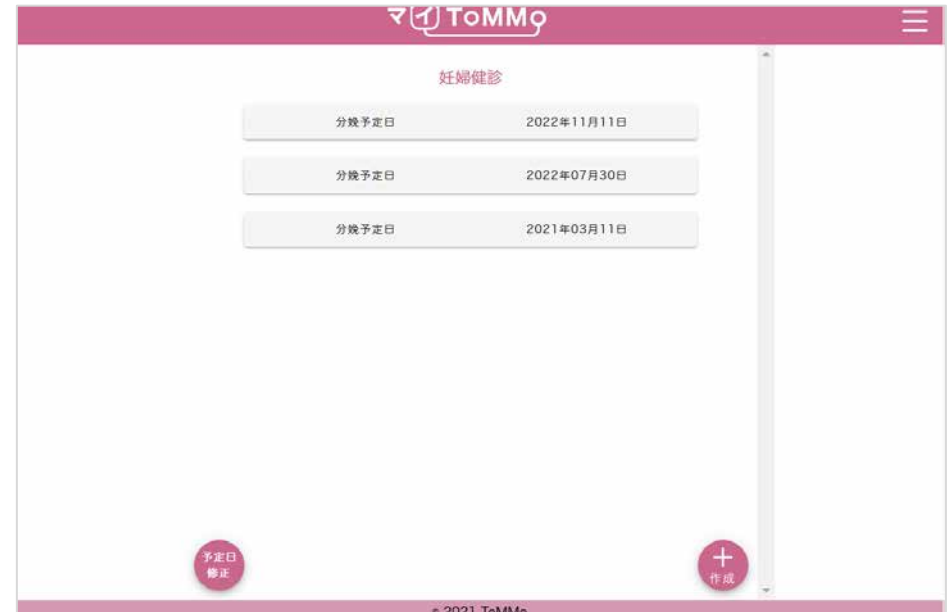 マイToMMo
妊婦健診
分娩予定日 2022年11月11日
分娩予定日 2022年07月30日
分娩予定日 2021年03月11日
予定日
修正
作成
© 2021 ToMMo